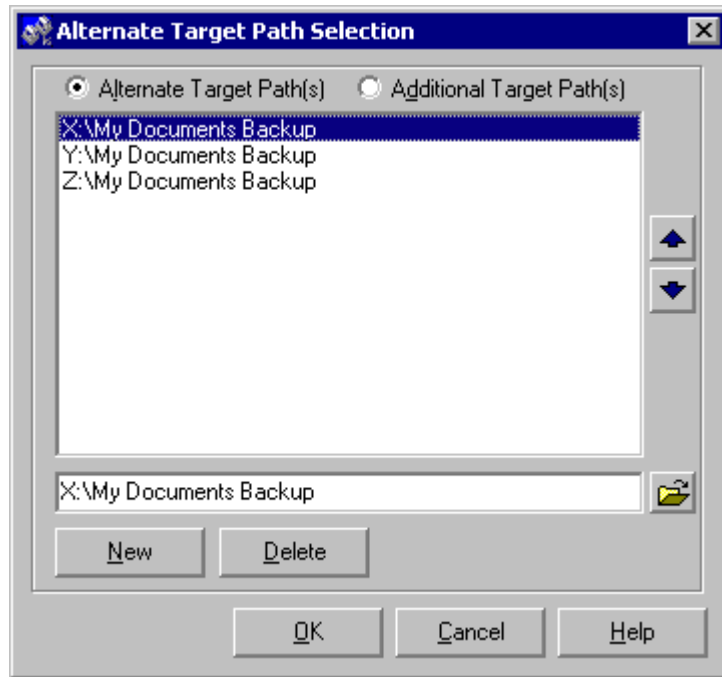 Alternate Target Path Selection
Alternate Target Path(s) Additional Target Path(s)
X:\My Documents Backup
Y:\My Documents Backup
Z:\My Documents Backup
X:\My Documents Backup
New Delete
OK Cancel Help